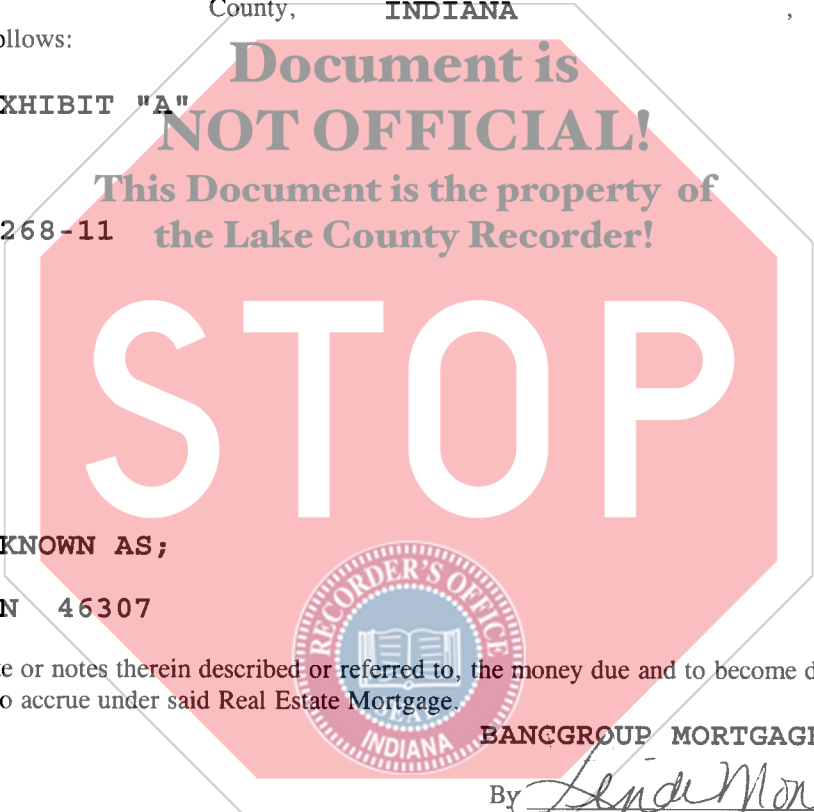 County, INDIANA ,
ollows:
Document is
XHIBIT "A"
NOT OFFICIAL!
This Document is the property of
268-11 the Lake County Recorder!
STOP
KNOWN AS;
RECORDER'S OFFICE
N 46307
e or notes therein described or referred to, the money due and to become d
o accrue under said Real Estate Mortgage.
SEAL
INDIANA
BANCGROUP MORTGAGE
By